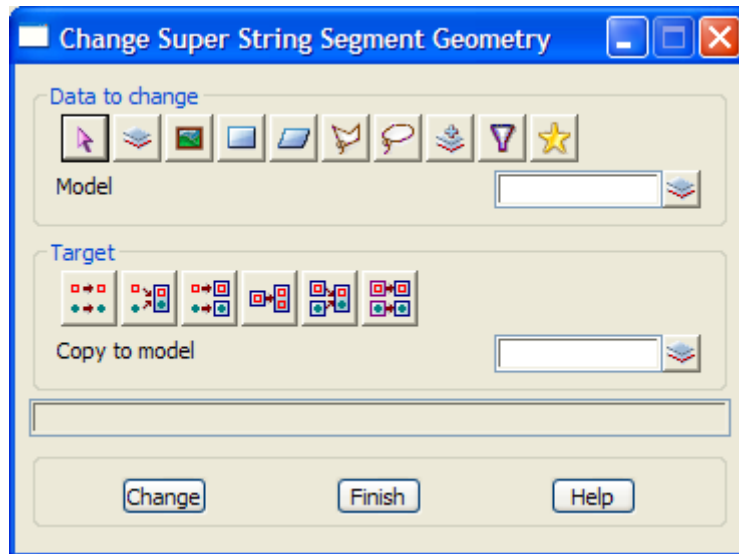 Change Super String Segment Geometry
Data to change
Model
Target
Copy to model
Change Finish Help